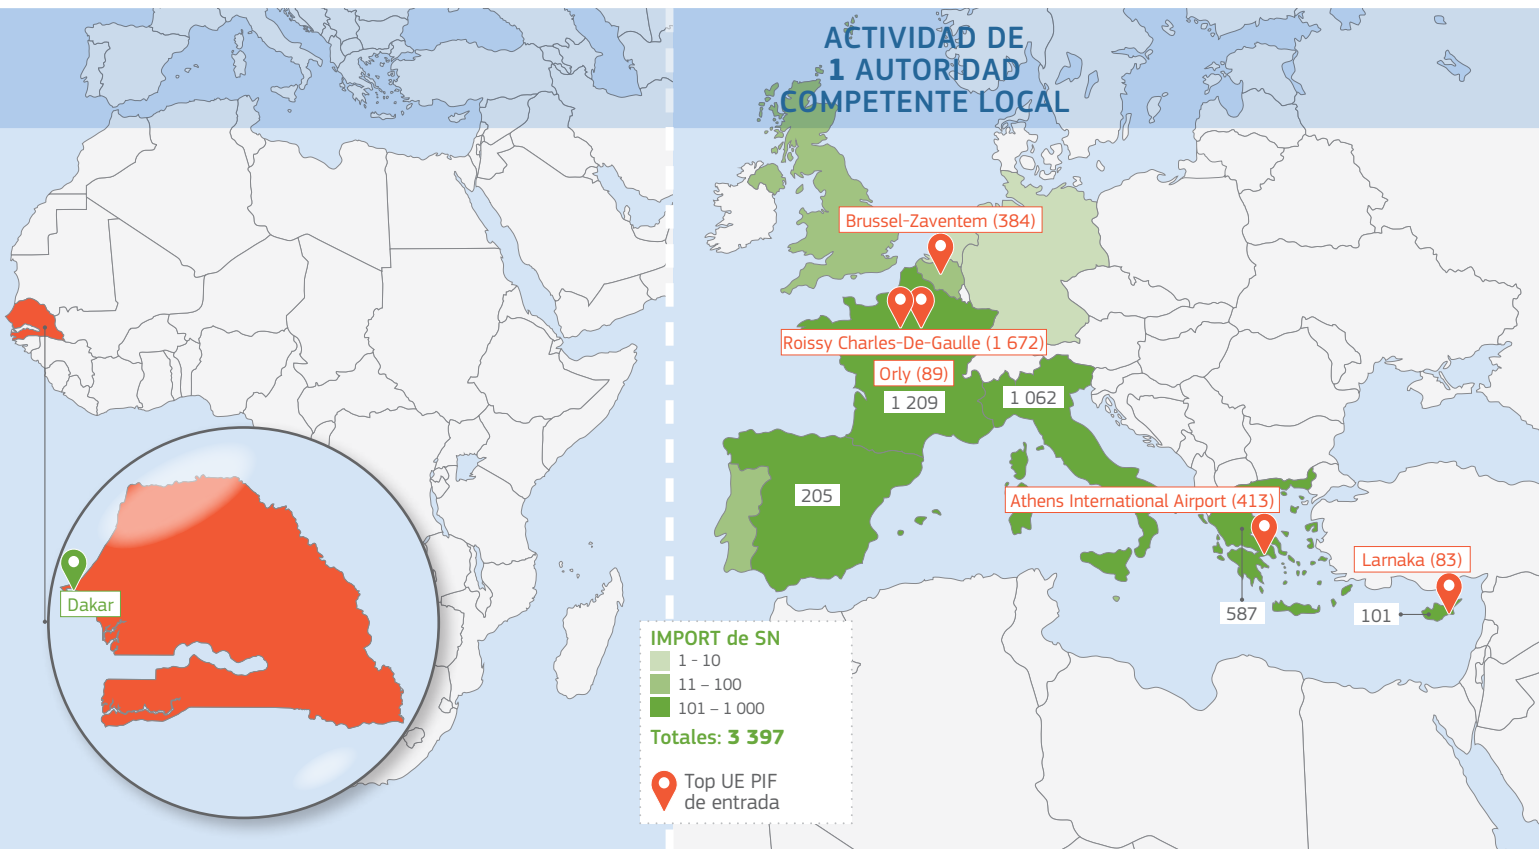 ACTIVIDAD DE
1 AUTORIDAD
COMPETENTE LOCAL
Brussel-Zaventem (384)
Roissy Charles-De-Gaulle (1 672)
Orly (89)
1 209
1 062
205
Athens International Airport (413)
Larnaka (83)
587
101
Dakar
IMPORT de SN
1 - 10
11 – 100
101 – 1 000
Totales: 3 397
Top UE PIF
de entrada